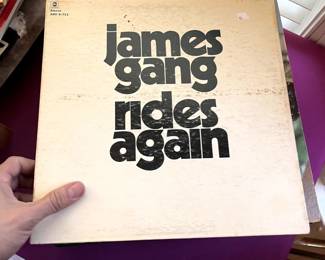 james
gang
rides
again